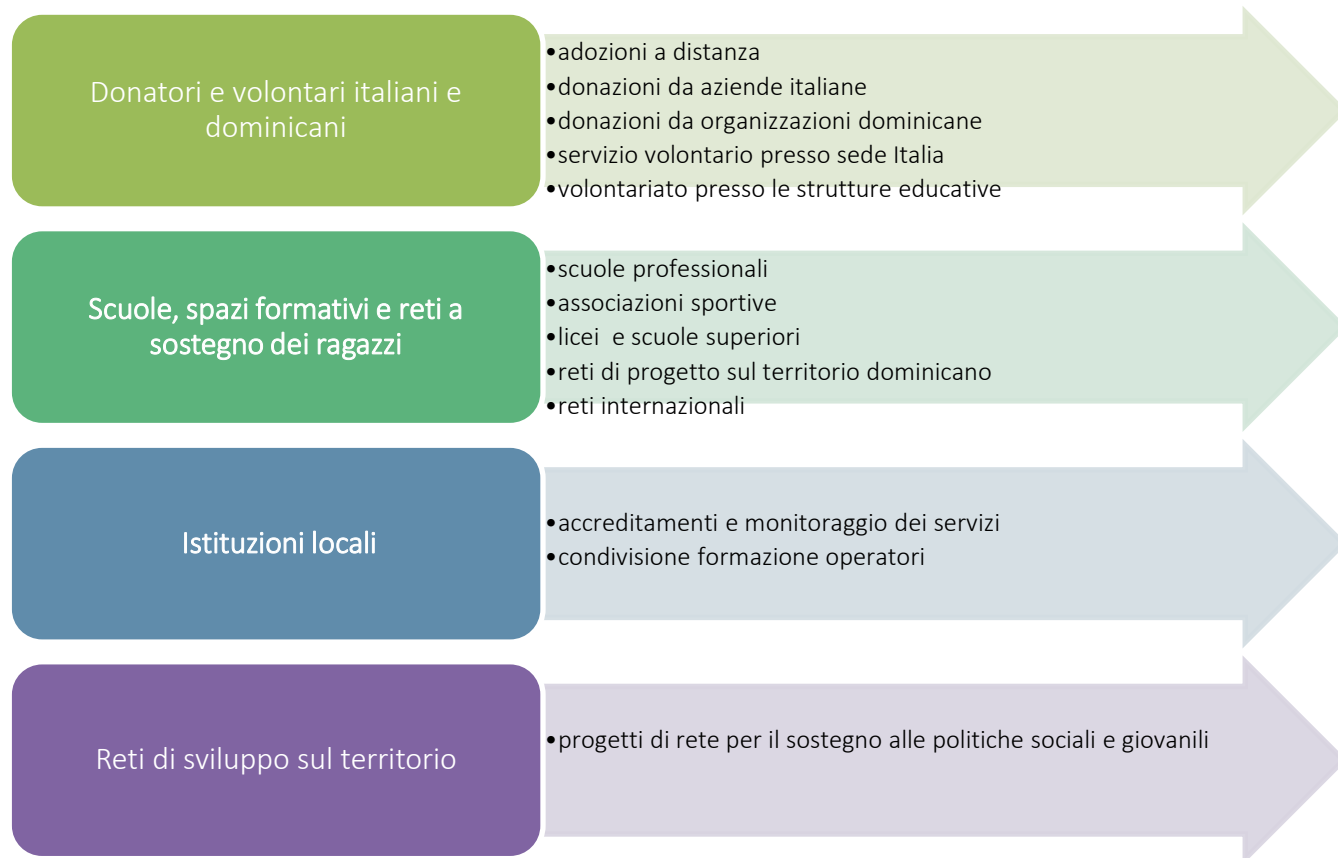 Donatori e volontari italiani e
dominicani
•adozioni a distanza
•donazioni da aziende italiane
•donazioni da organizzazioni dominicane
•servizio volontario presso sede Italia
•volontariato presso le strutture educative
Scuole, spazi formativi e reti a
sostegno dei ragazzi
•scuole professionali
•associazioni sportive
•licei e scuole superiori
•reti di progetto sul territorio dominicano
•reti internazionali
Istituzioni locali
•accreditamenti e monitoraggio dei servizi
•condivisione formazione operatori
Reti di sviluppo sul territorio
•progetti di rete per il sostegno alle politiche sociali e giovanili